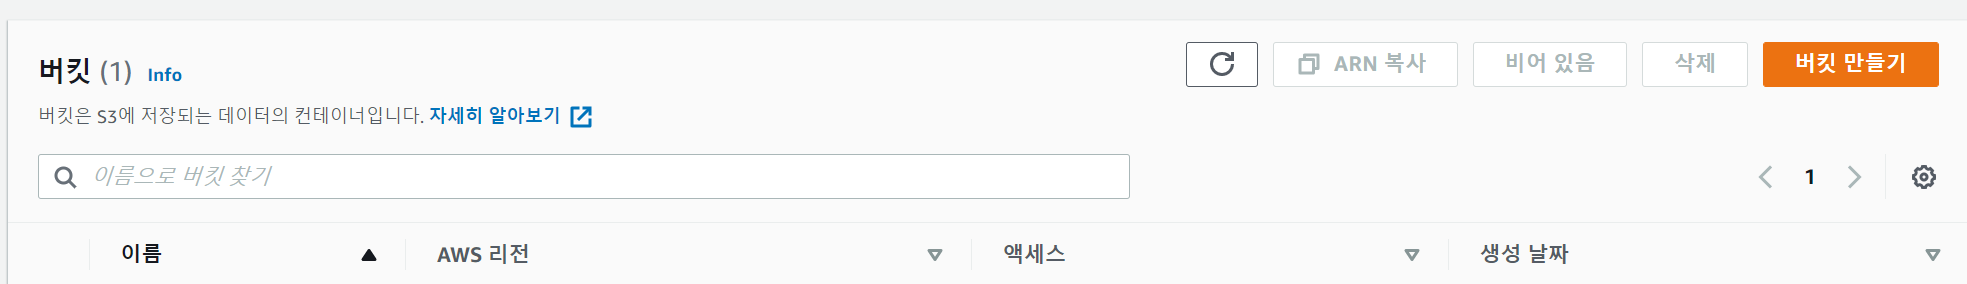 버킷 (1) Info
ARN 복사 비어 있음 삭제 버킷 만들기
버킷은 S3에 저장되는 데이터의 컨테이너입니다. 자세히 알아보기
이름으로 버킷 찾기
1
이름 AWS 리전 액세스 생성 날짜